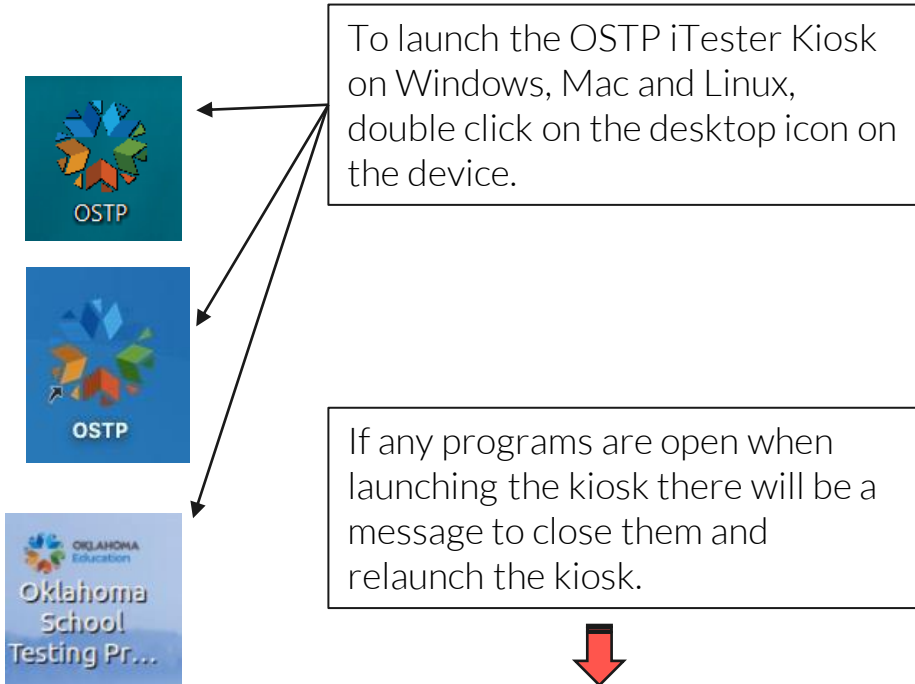 To launch the OSTP iTester Kiosk
on Windows, Mac and Linux,
double click on the desktop icon on
the device.
OSTP
OSTP
OKLAHOMA
Education
Oklahoma
School
Testing Pr...
If any programs are open when
launching the kiosk there will be a
message to close them and
relaunch the kiosk.